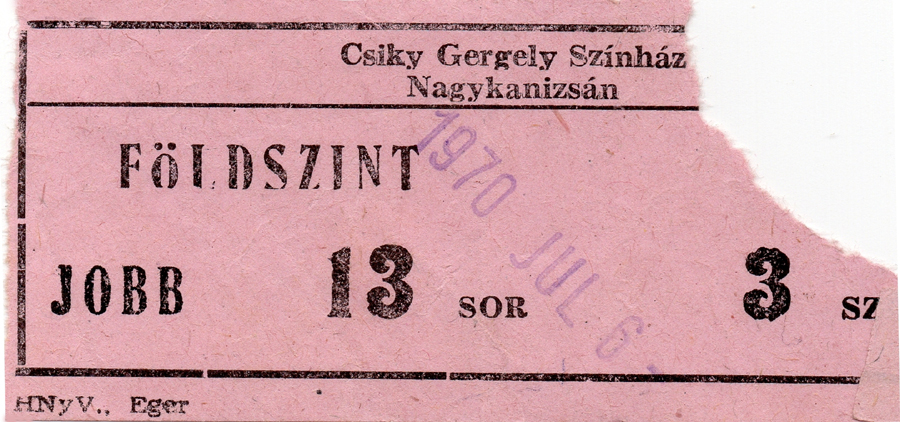 Csiky Gergely Színház
Nagykanizsán
FÖLDSZINT
1970 JUL 6.
JOBB 13 SOR 3 SZ
HNyV., Eger